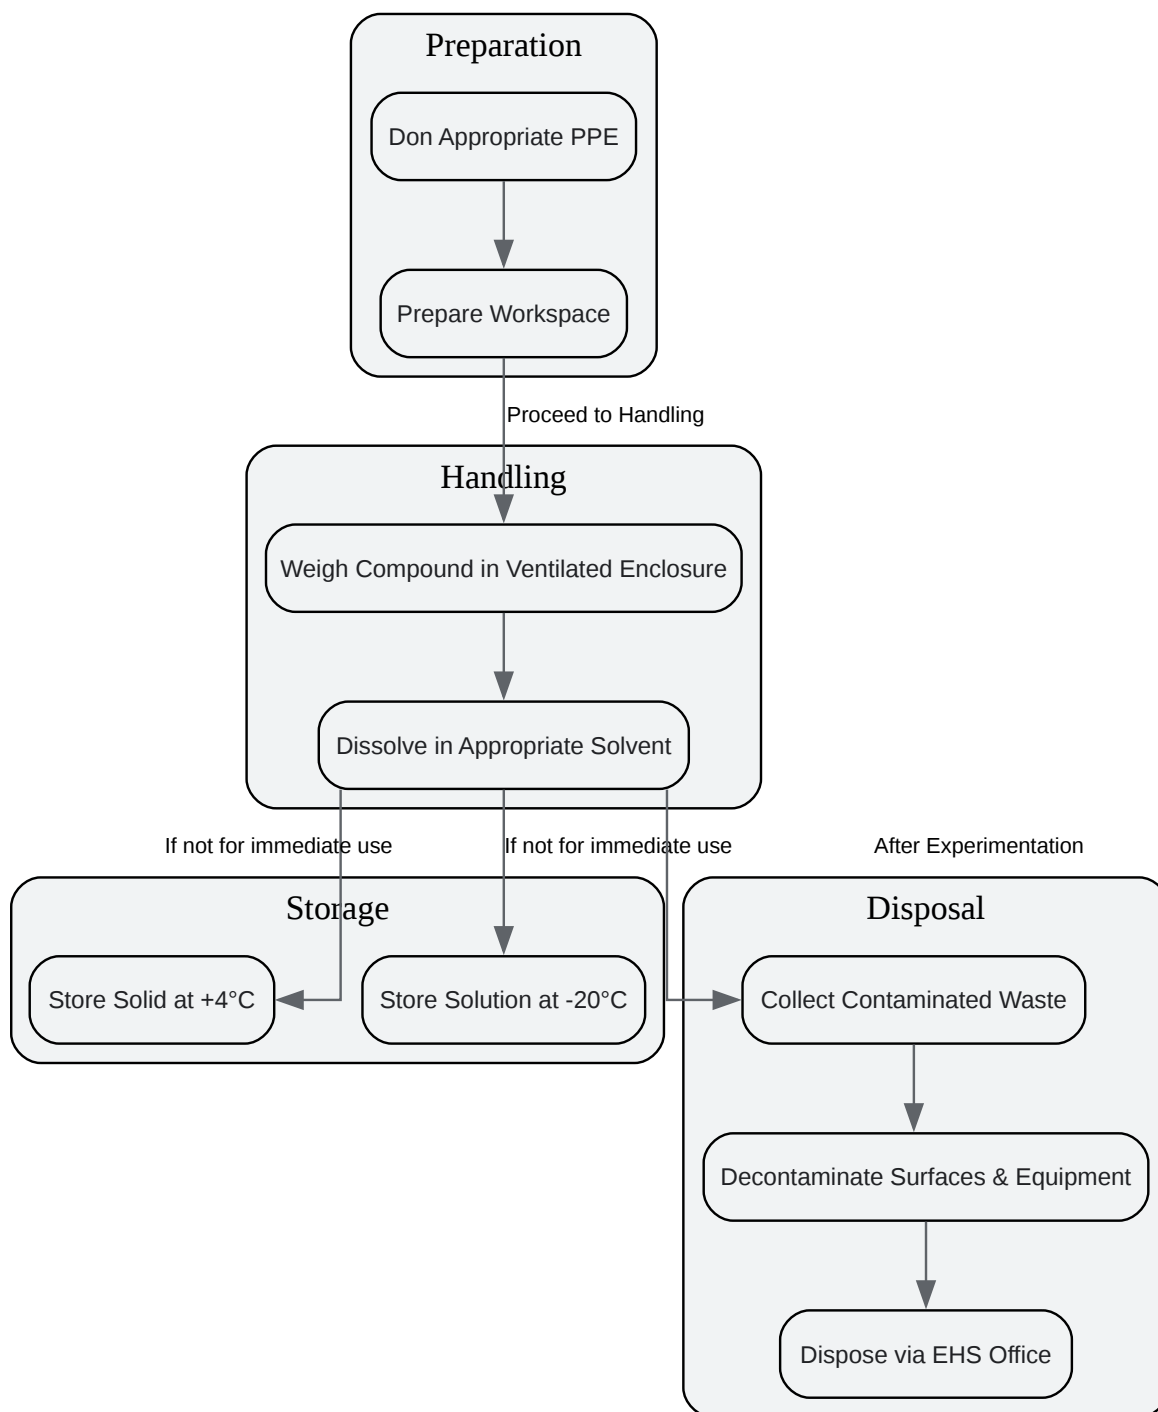 Preparation
Don Appropriate PPE
Prepare Workspace
Proceed to Handling
Handling
Weigh Compound in Ventilated Enclosure
Dissolve in Appropriate Solvent
If not for immediate use
If not for immediate use
After Experimentation
Storage
Disposal
Store Solid at +4°C
Store Solution at -20°C
Collect Contaminated Waste
Decontaminate Surfaces & Equipment
Dispose via EHS Office